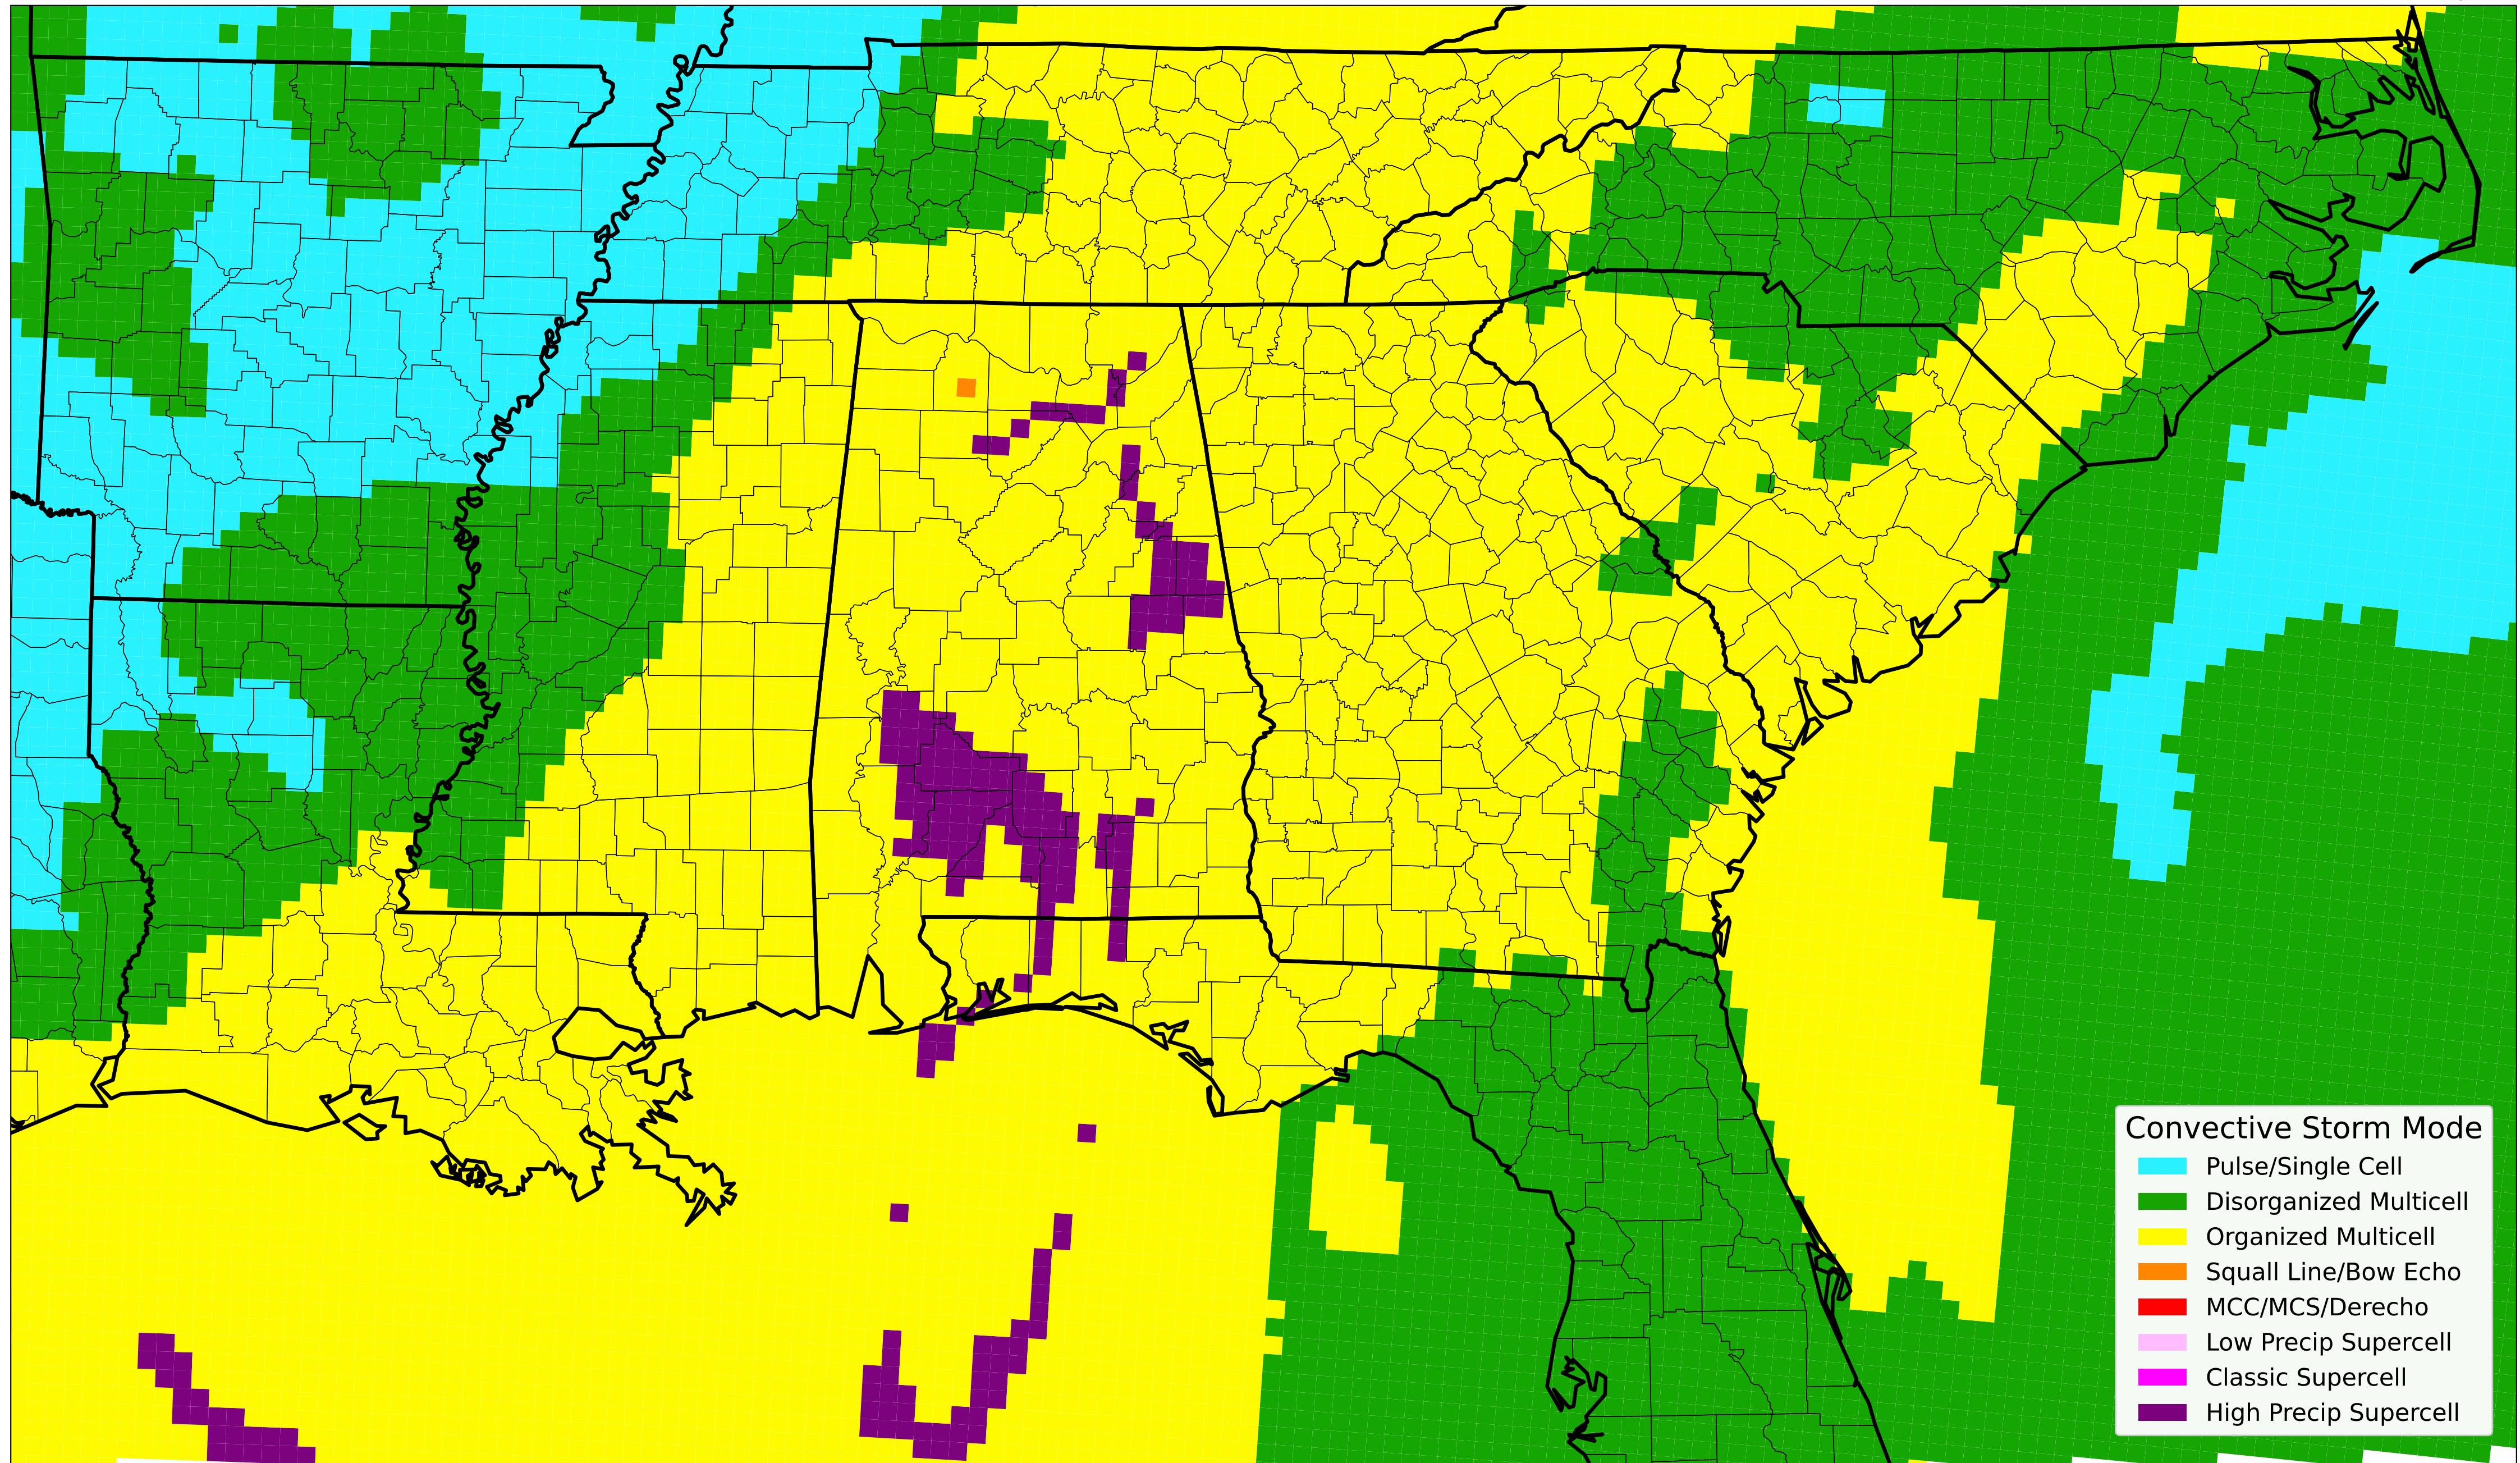 Convective Storm Mode
Pulse/Single Cell
Disorganized Multicell
Organized Multicell
Squall Line/Bow Echo
MCC/MCS/Derecho
Low Precip Supercell
Classic Supercell
High Precip Supercell